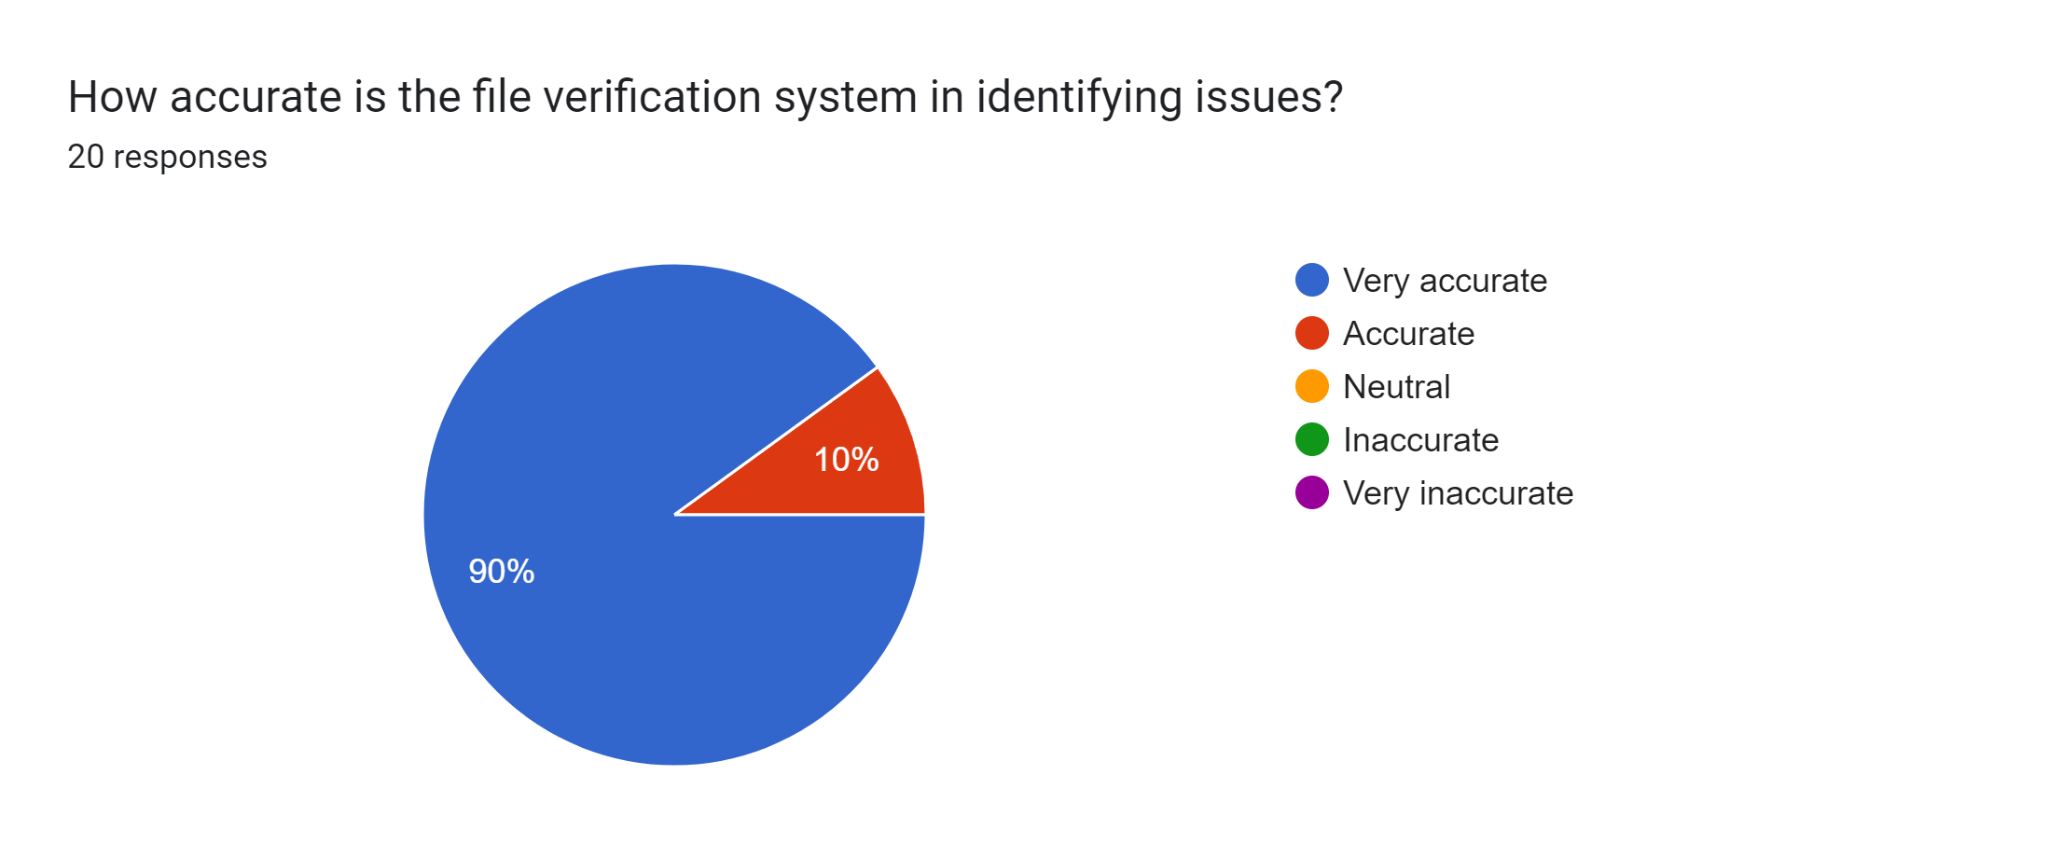 How accurate is the file verification system in identifying issues?
20 responses
Very accurate
Accurate
Neutral
Inaccurate
Very inaccurate
10%
90%